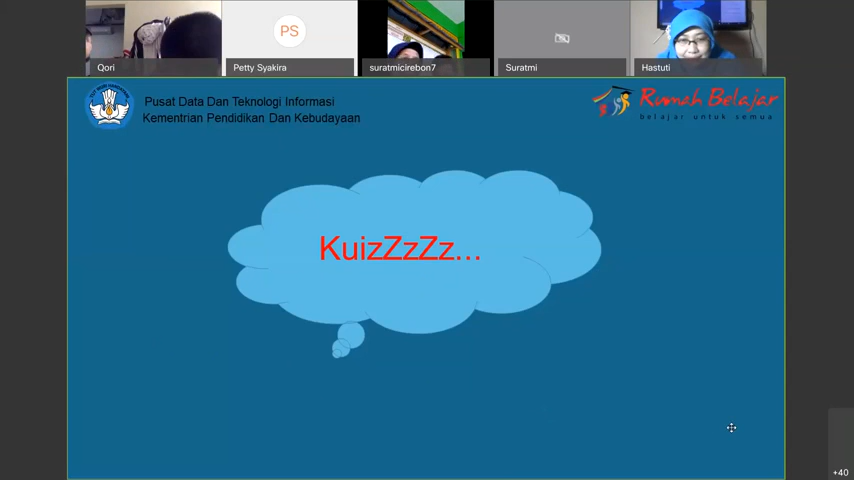 PS
Qori
Petty Syakira
suratmicirebon7
Suratmi
Hastuti
Pusat Data Dan Teknologi Informasi
Kementrian Pendidikan Dan Kebudayaan
Rumah Belajar
belajar untuk semua
KuizZzZz...
+40